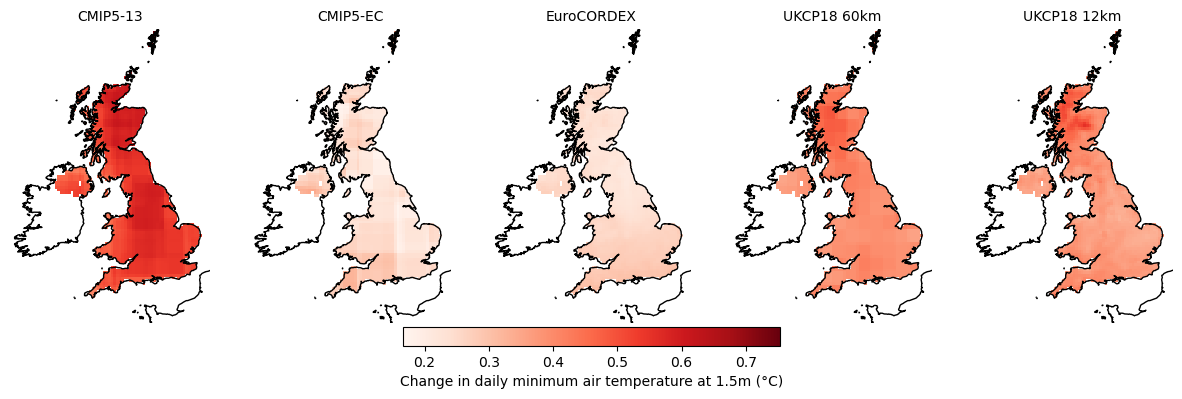 CMIP5-13 CMIP5-EC EuroCORDEX UKCP18 60km UKCP18 12km
0.2 0.3 0.4 0.5 0.6 0.7
Change in daily minimum air temperature at 1.5m (°C)